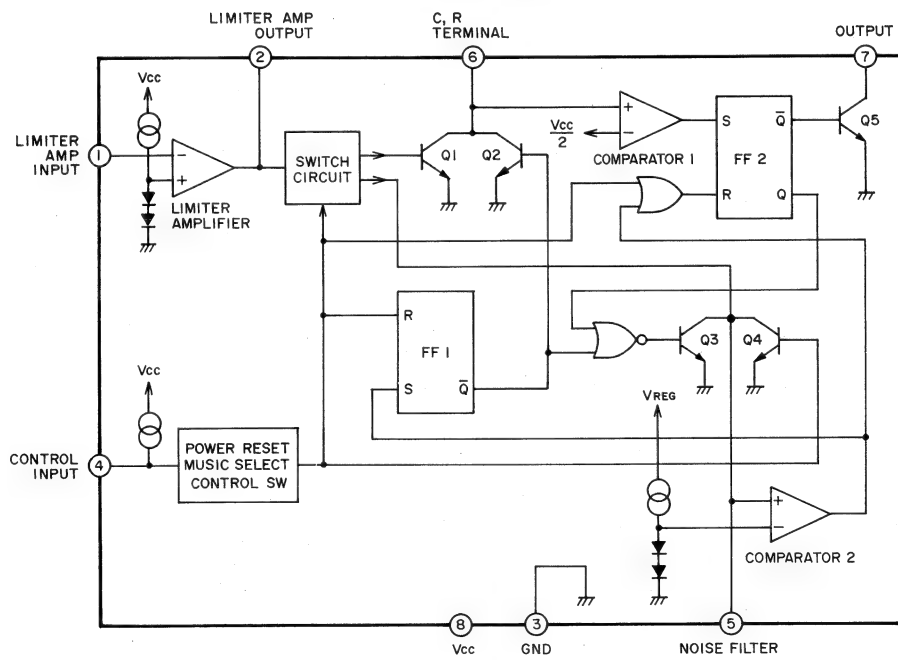 LIMITER AMP
OUTPUT
2
C, R
TERMINAL
6
OUTPUT
7
Vcc
LIMITER
AMP
INPUT
1
−
+
LIMITER
AMPLIFIER
SWITCH
CIRCUIT
Q1
Q2
+
−
Vcc
2
COMPARATOR 1
S
Q̅
FF 2
R
Q
Q5
R
FF 1
S
Q̅
Q3
Q4
Vcc
CONTROL
INPUT
4
POWER RESET
MUSIC SELECT
CONTROL SW
VREG
+
−
COMPARATOR 2
8
Vcc
3
GND
5
NOISE FILTER